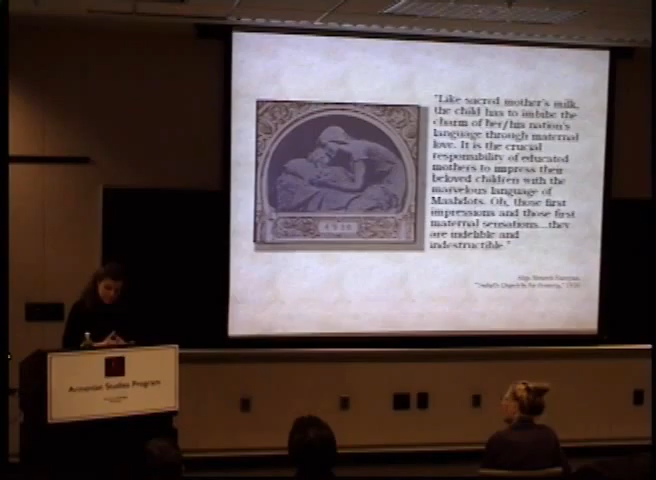 "Like sacred mother's milk,
the child has to imbibe the
charm of her/his nation's
language through maternal
love. It is the crucial
responsibility of educated
mothers to impress their
beloved children with the
marvelous language of
Mashdots. Oh, those first
impressions and those first
maternal sensations...they
are indelible and
indestructible."
Armenian Studies Program